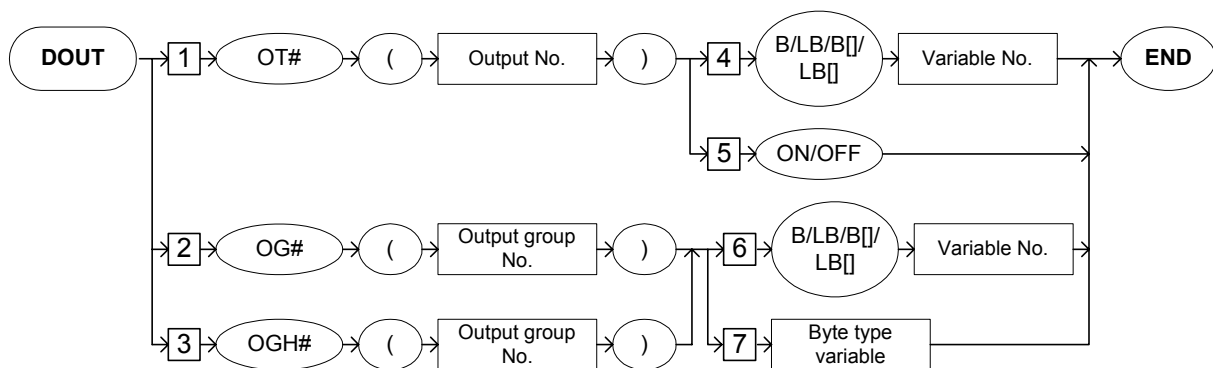 DOUT
1
OT#
(
Output No.
)
4
B/LB/B[]/
LB[]
Variable No.
END
5
ON/OFF
2
OG#
(
Output group
No.
)
6
B/LB/B[]/
LB[]
Variable No.
3
OGH#
(
Output group
No.
)
7
Byte type
variable